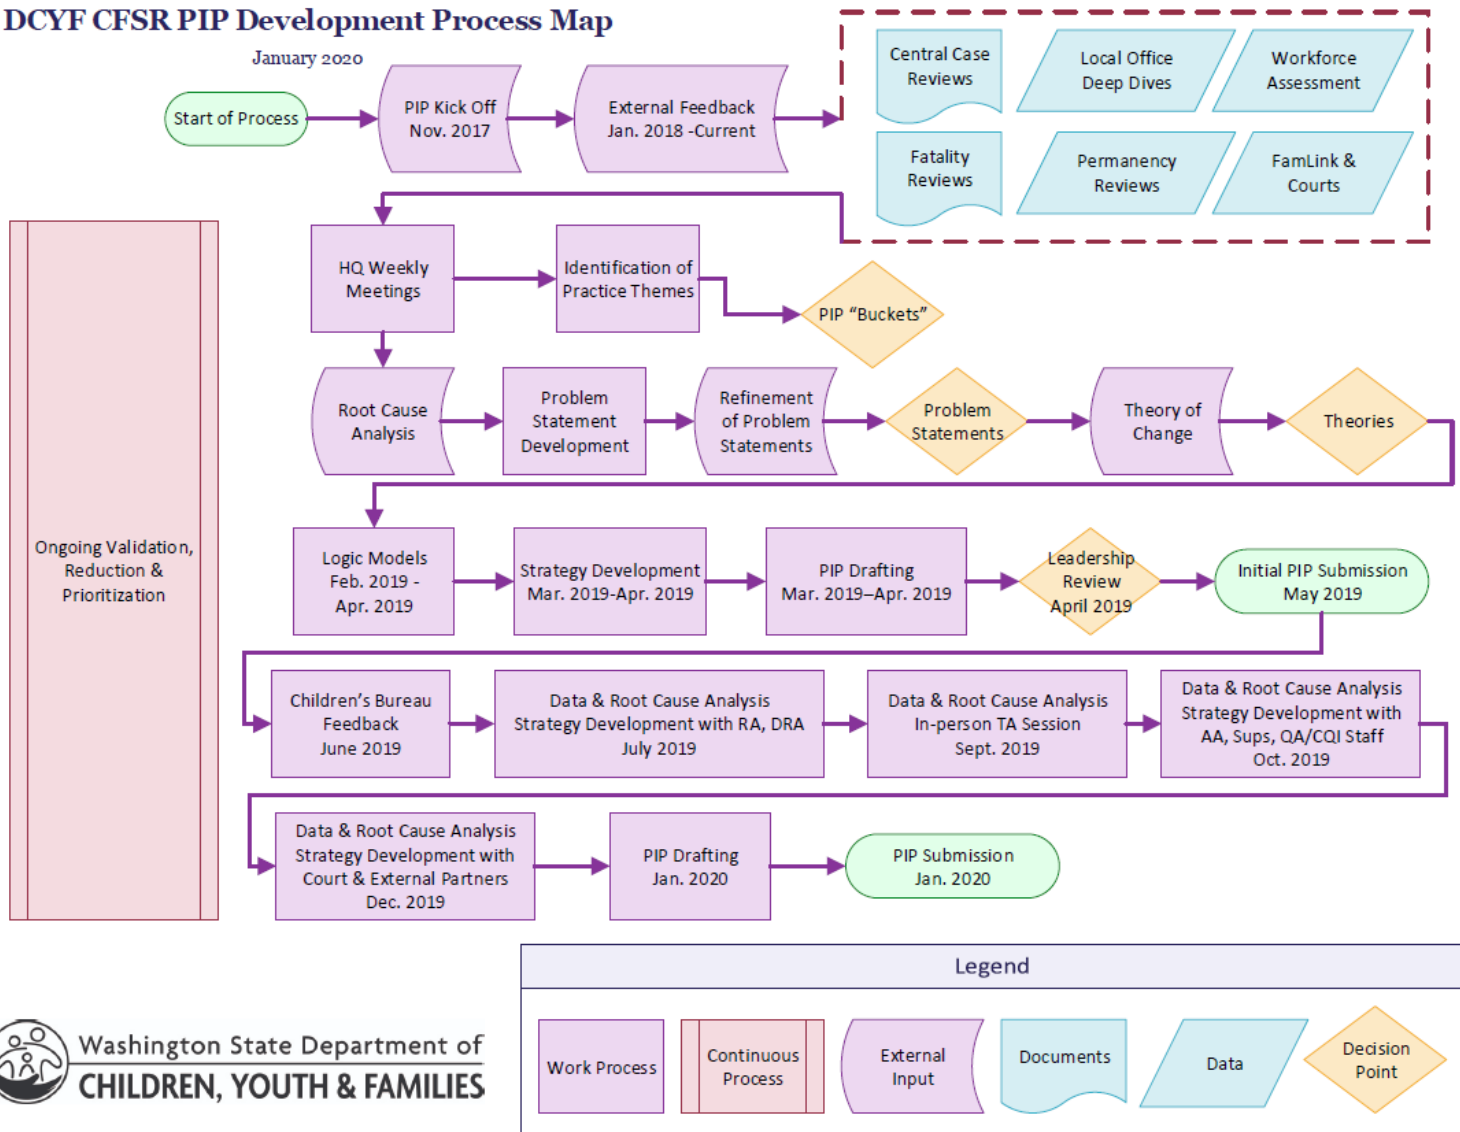 DCYF CFSR PIP Development Process Map
January 2020
Start of Process
PIP Kick Off
Nov. 2017
External Feedback
Jan. 2018 -Current
Central Case
Reviews
Local Office
Deep Dives
Workforce
Assessment
Fatality
Reviews
Permanency
Reviews
FamLink &
Courts
HQ Weekly
Meetings
Identification of
Practice Themes
PIP “Buckets”
Root Cause
Analysis
Problem
Statement
Development
Refinement
of Problem
Statements
Problem
Statements
Theory of
Change
Theories
Ongoing Validation,
Reduction &
Prioritization
Logic Models
Feb. 2019 -
Apr. 2019
Strategy Development
Mar. 2019-Apr. 2019
PIP Drafting
Mar. 2019–Apr. 2019
Leadership
Review
April 2019
Initial PIP Submission
May 2019
Children’s Bureau
Feedback
June 2019
Data & Root Cause Analysis
Strategy Development with RA, DRA
July 2019
Data & Root Cause Analysis
In-person TA Session
Sept. 2019
Data & Root Cause Analysis
Strategy Development with
AA, Sups, QA/CQI Staff
Oct. 2019
Data & Root Cause Analysis
Strategy Development with
Court & External Partners
Dec. 2019
PIP Drafting
Jan. 2020
PIP Submission
Jan. 2020
Legend
Work Process
Continuous
Process
External
Input
Documents
Data
Decision
Point
Washington State Department of
CHILDREN, YOUTH & FAMILIES